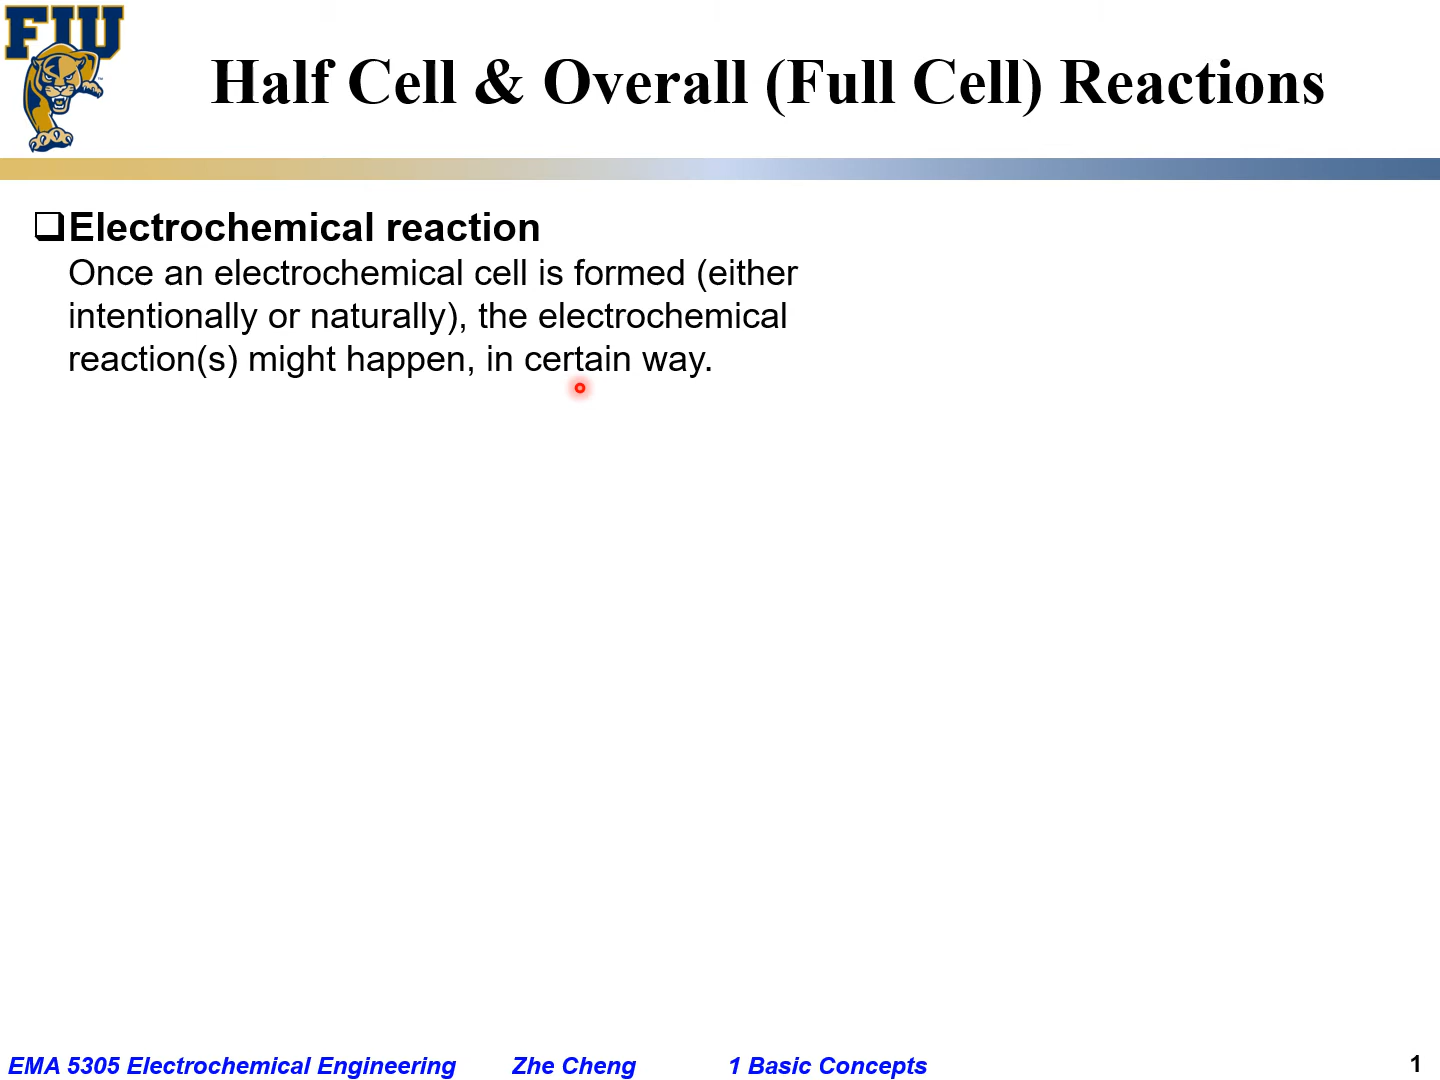 FIU
Half Cell & Overall (Full Cell) Reactions
Electrochemical reaction
Once an electrochemical cell is formed (either
intentionally or naturally), the electrochemical
reaction(s) might happen, in certain way.
EMA 5305 Electrochemical Engineering Zhe Cheng 1 Basic Concepts 1